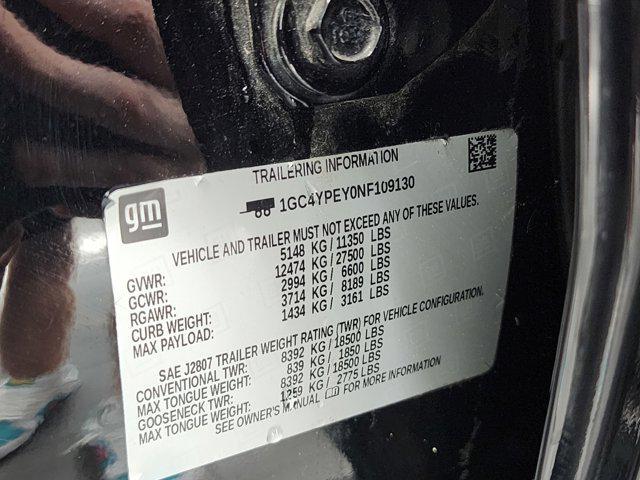 TRAILERING INFORMATION
gm
1GC4YPEY0NF109130
VEHICLE AND TRAILER MUST NOT EXCEED ANY OF THESE VALUES.
GVWR: 5148 KG / 11350 LBS
GCWR: 12474 KG / 27500 LBS
RGAWR: 2994 KG / 6600 LBS
CURB WEIGHT: 3714 KG / 8189 LBS
MAX PAYLOAD: 1434 KG / 3161 LBS
SAE J2807 TRAILER WEIGHT RATING (TWR) FOR VEHICLE CONFIGURATION.
CONVENTIONAL TWR: 8392 KG / 18500 LBS
MAX TONGUE WEIGHT: 839 KG / 1850 LBS
GOOSENECK TWR: 8392 KG / 18500 LBS
MAX TONGUE WEIGHT: 1259 KG / 2775 LBS
SEE OWNER'S MANUAL FOR MORE INFORMATION